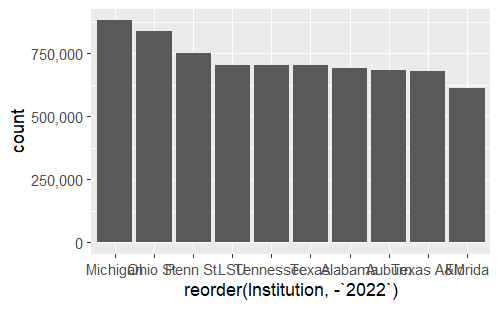 750,000
500,000
250,000
0
count
Michigan Ohio St. Penn St. LSU Tennessee Texas Alabama Auburn Texas A&M Florida
reorder(Institution, -`2022`)